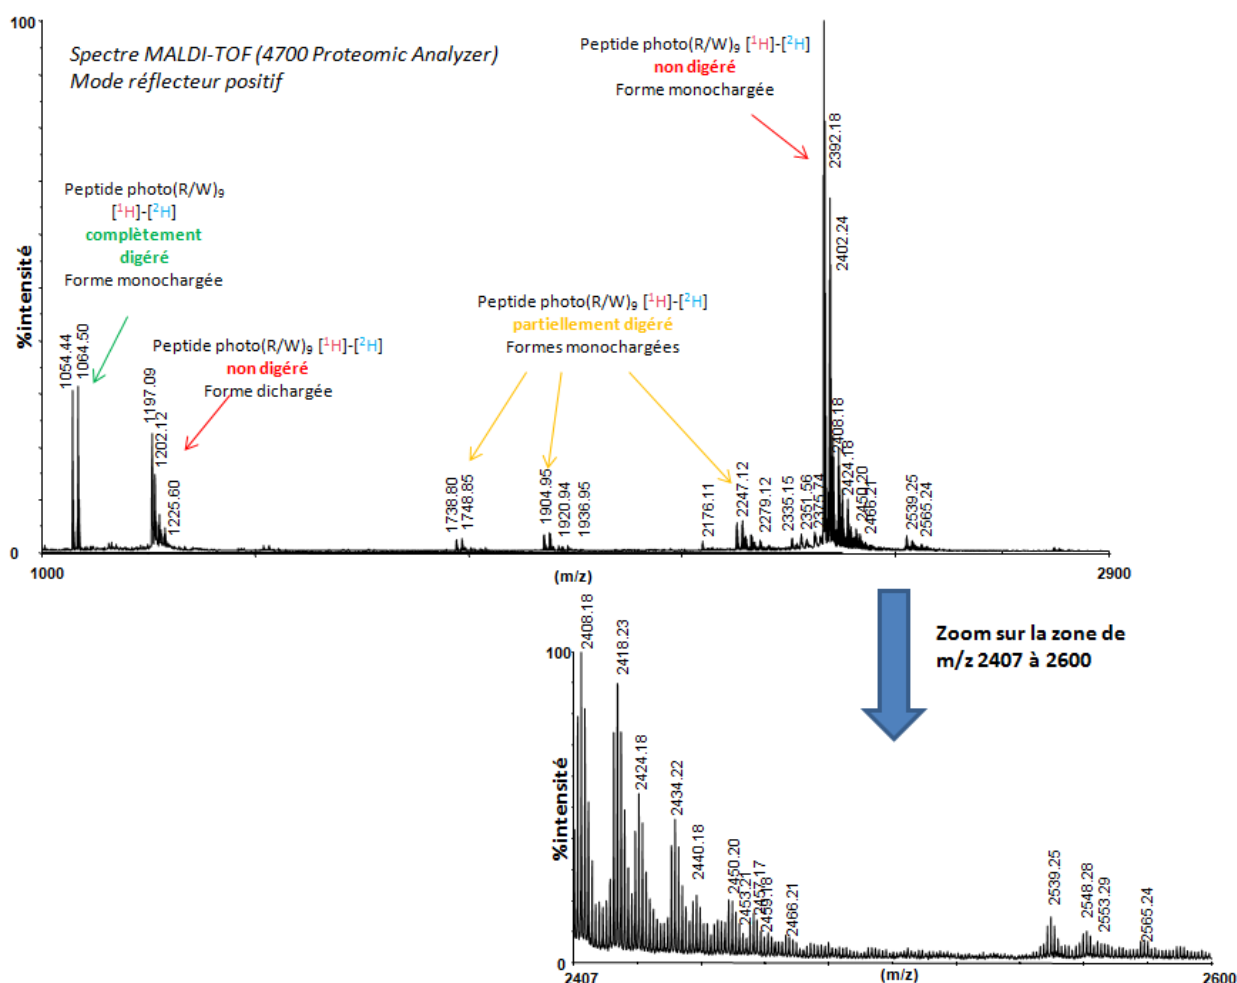 100
Spectre MALDI-TOF (4700 Proteomic Analyzer)
Mode réflecteur positif
Peptide photo(R/W)₉ [¹H]-[²H]
non digéré
Forme monochargée
2392.18
2402.24
Peptide photo(R/W)₉
[¹H]-[²H]
complètement
digéré
Forme monochargée
%intensité
1054.44
1064.50
Peptide photo(R/W)₉ [¹H]-[²H]
non digéré
Forme dichargée
1197.09
1202.12
1225.60
Peptide photo(R/W)₉ [¹H]-[²H]
partiellement digéré
Formes monochargées
1738.80
1748.85
1904.95
1920.94
1936.95
2176.11
2247.12
2279.12
2335.15
2351.56
2375.74
2408.18
2424.18
2450.20
2466.21
2539.25
2565.24
0
1000
(m/z)
2900
Zoom sur la zone de
m/z 2407 à 2600
100
%intensité
2408.18
2418.23
2424.18
2434.22
2440.18
2450.20
2453.21
2457.17
2459.18
2466.21
2539.25
2548.28
2553.29
2565.24
0
2407
(m/z)
2600